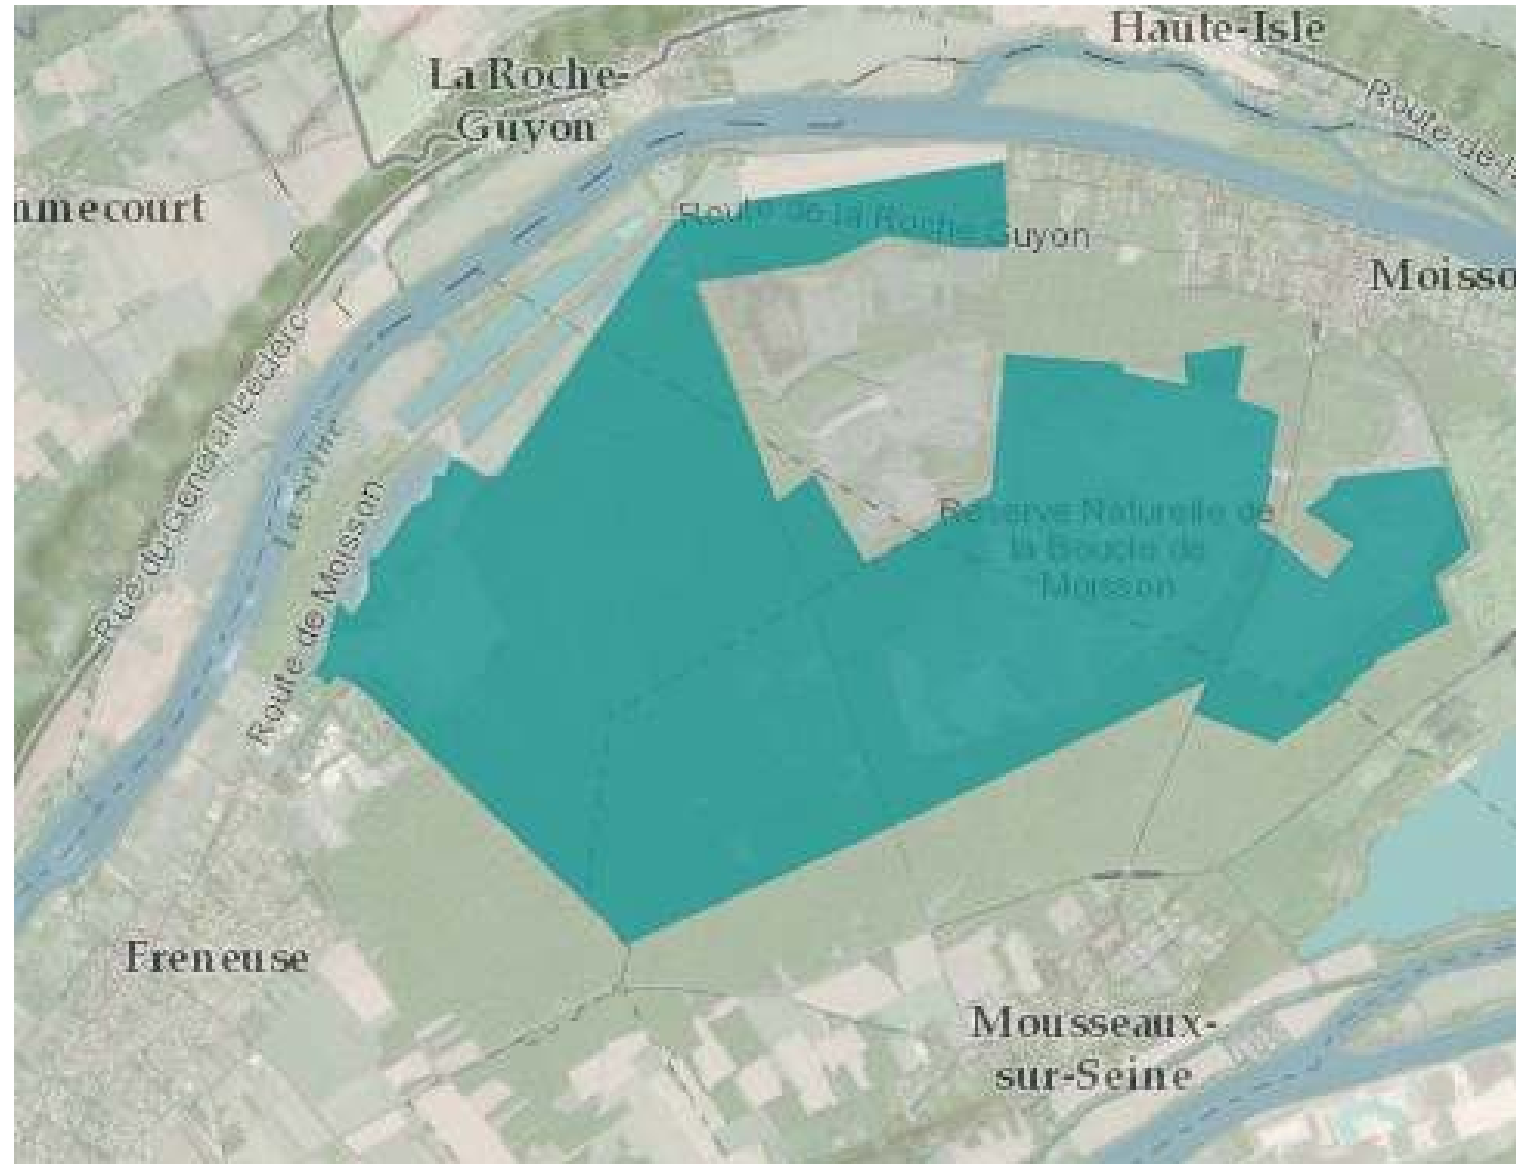 Haute-Isle
La Roche-
Guyon
Route-de-
mmecourt
Route de la Roche-Guyon
Moisso
Rue du Général Leclerc
La Seine
Route de Moisson
Réserve Naturelle de
la Boucle de
Moisson
Freneuse
Mousseaux-
sur-Seine